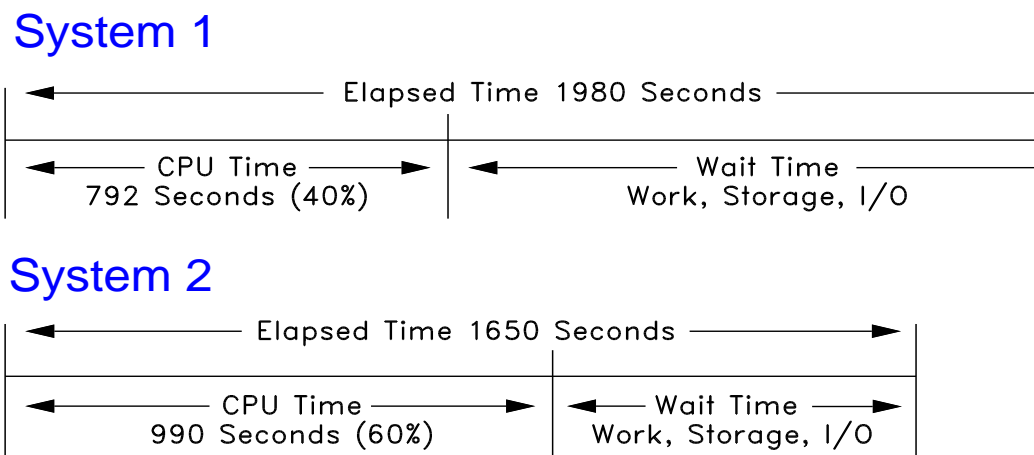 System 1
Elapsed Time 1980 Seconds
CPU Time
792 Seconds (40%)
Wait Time
Work, Storage, I/O
System 2
Elapsed Time 1650 Seconds
CPU Time
990 Seconds (60%)
Wait Time
Work, Storage, I/O